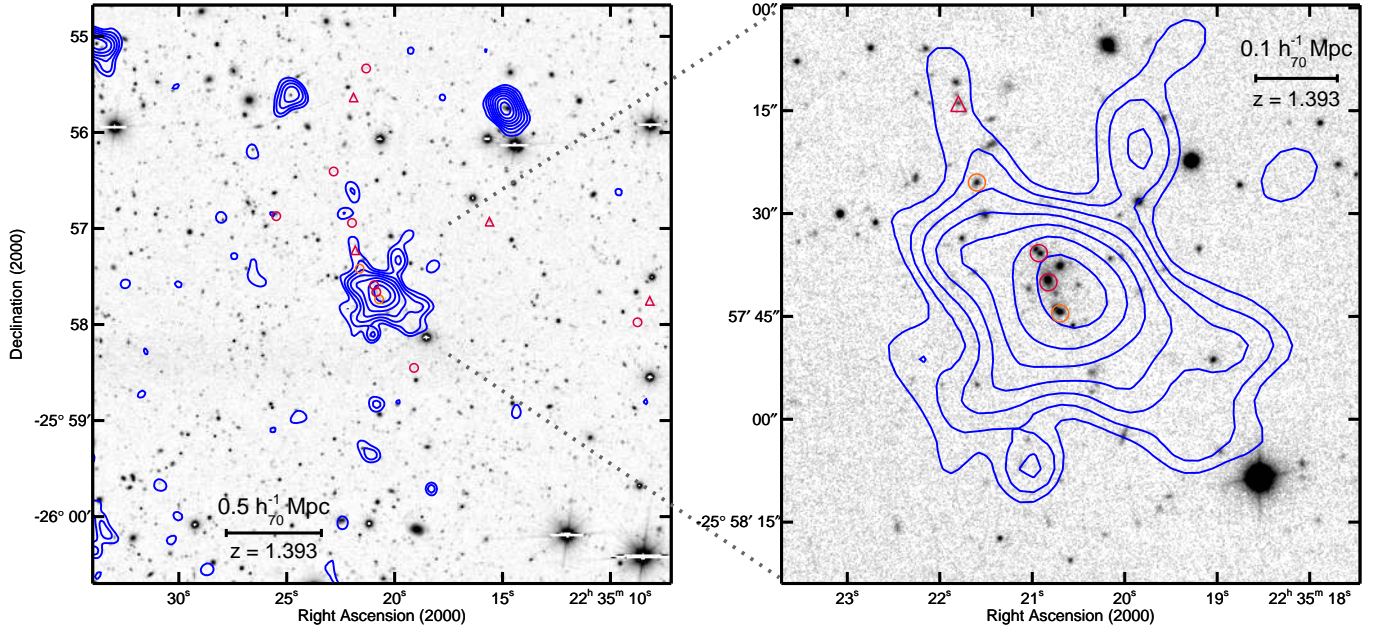 Declination (2000)
55
56
57
58
-25° 59′
-26° 00′
0.5 h₇₀⁻¹ Mpc
z = 1.393
30ˢ
25ˢ
20ˢ
15ˢ
22ʰ 35ᵐ 10ˢ
Right Ascension (2000)
00″
15″
30″
57′ 45″
00″
-25° 58′ 15″
0.1 h₇₀⁻¹ Mpc
z = 1.393
23ˢ
22ˢ
21ˢ
20ˢ
19ˢ
22ʰ 35ᵐ 18ˢ
Right Ascension (2000)